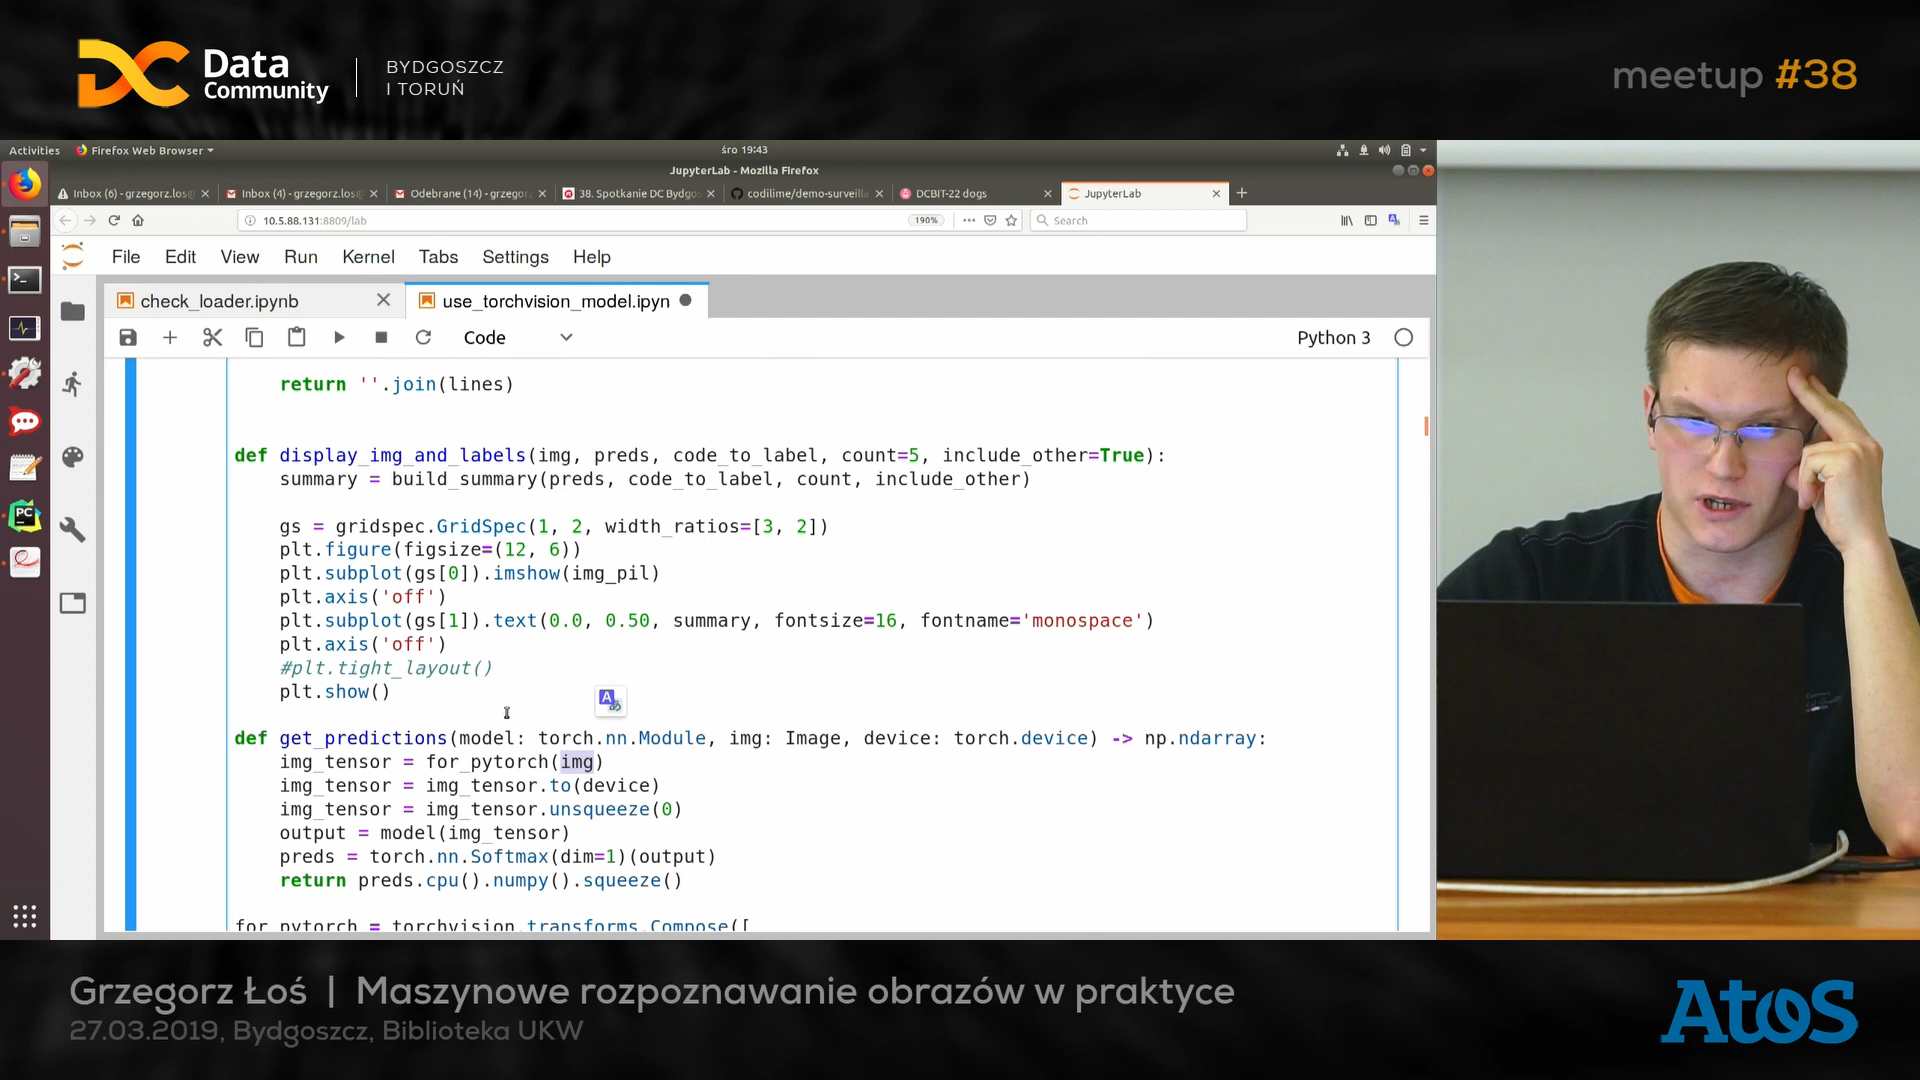 Data
Community
BYDGOSZCZ
I TORUŃ
meetup #38
Activities
Firefox Web Browser
śro 19:43
JupyterLab - Mozilla Firefox
Inbox (6) - grzegorz.los@
Inbox (4) - grzegorz.los@
Odebrane (14) - grzegorz
38. Spotkanie DC Bydgos
codilime/demo-surveilla
DCBIT-22 dogs
JupyterLab
10.5.88.131:8809/lab
190%
Search
File Edit View Run Kernel Tabs Settings Help
check_loader.ipynb
use_torchvision_model.ipyn
Code
Python 3
return ''.join(lines)
def display_img_and_labels(img, preds, code_to_label, count=5, include_other=True):
summary = build_summary(preds, code_to_label, count, include_other)
gs = gridspec.GridSpec(1, 2, width_ratios=[3, 2])
plt.figure(figsize=(12, 6))
plt.subplot(gs[0]).imshow(img_pil)
plt.axis('off')
plt.subplot(gs[1]).text(0.0, 0.50, summary, fontsize=16, fontname='monospace')
plt.axis('off')
#plt.tight_layout()
plt.show()
def get_predictions(model: torch.nn.Module, img: Image, device: torch.device) -> np.ndarray:
img_tensor = for_pytorch(img)
img_tensor = img_tensor.to(device)
img_tensor = img_tensor.unsqueeze(0)
output = model(img_tensor)
preds = torch.nn.Softmax(dim=1)(output)
return preds.cpu().numpy().squeeze()
for_pytorch = torchvision.transforms.Compose([
Grzegorz Łoś | Maszynowe rozpoznawanie obrazów w praktyce
27.03.2019, Bydgoszcz, Biblioteka UKW
Atos